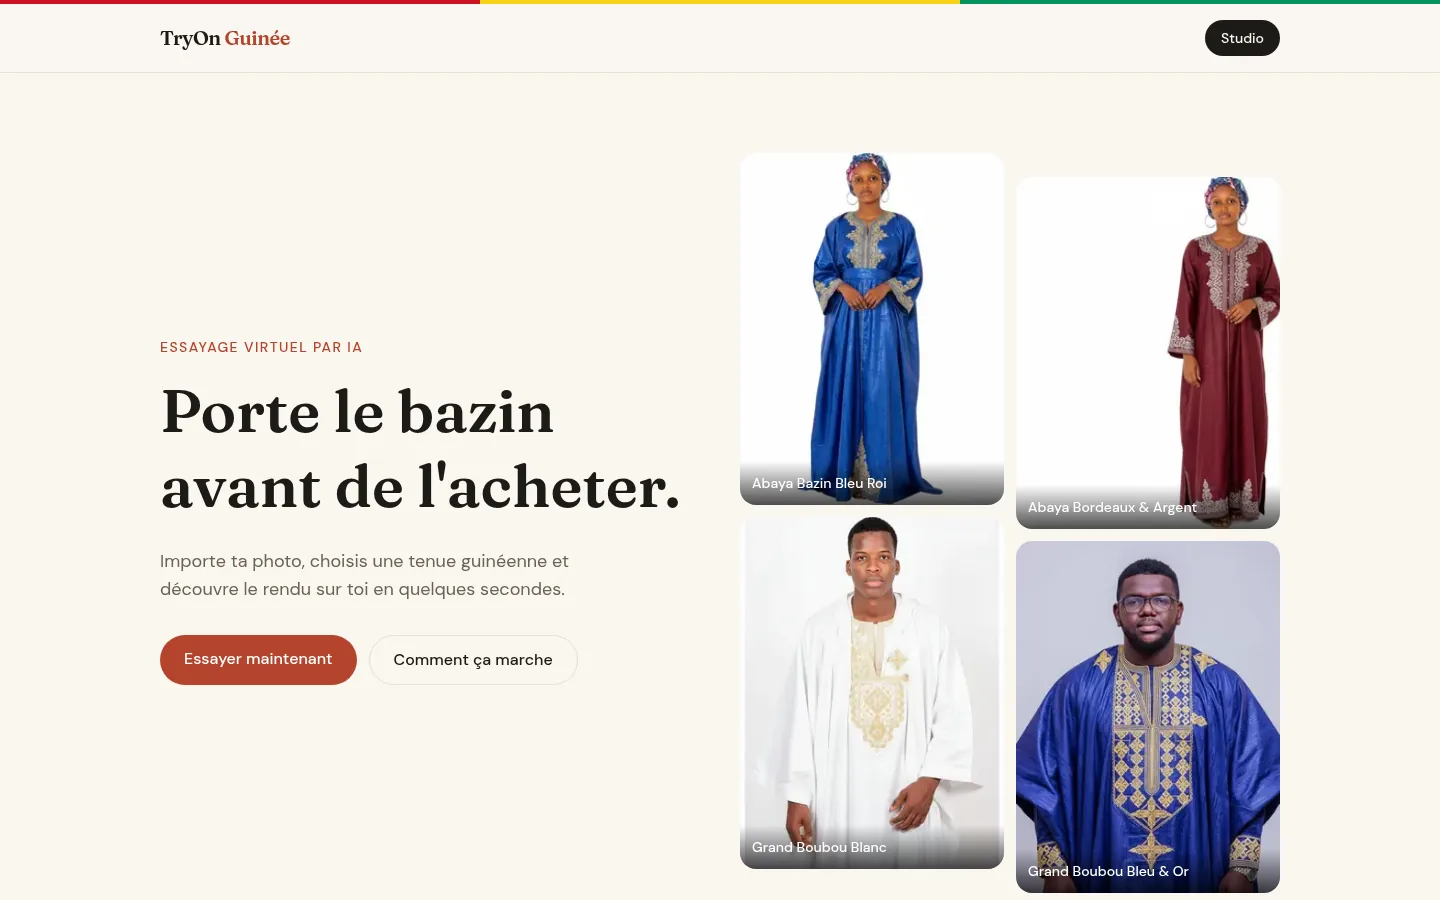 TryOn Guinée
Studio
ESSAYAGE VIRTUEL PAR IA
Porte le bazin
avant de l'acheter.
Importe ta photo, choisis une tenue guinéenne et
découvre le rendu sur toi en quelques secondes.
Essayer maintenant
Comment ça marche
Abaya Bazin Bleu Roi
Abaya Bordeaux & Argent
Grand Boubou Blanc
Grand Boubou Bleu & Or